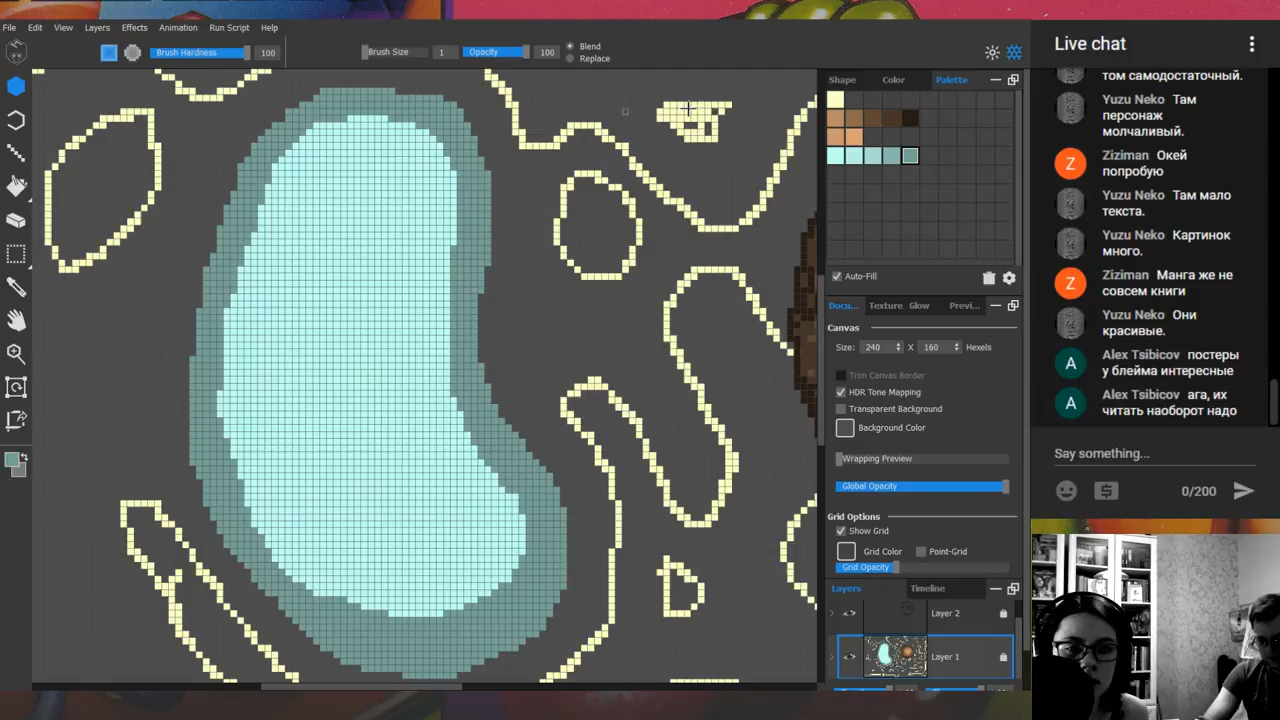 File Edit View Layers Effects Animation Run Script Help
Live chat
Brush Hardness 100
Brush Size 1
Opacity 100
Blend
Replace
Shape Color Palette
Auto-Fill
Docu... Texture Glow Previ...
Canvas
Size: 240 X 160 Hexels
Trim Canvas Border
HDR Tone Mapping
Transparent Background
Background Color
Wrapping Preview
Global Opacity
Grid Options
Show Grid
Grid Color Point-Grid
Grid Opacity
Layers Timeline
Layer 2
Layer 1
том самодостаточный.
Yuzu Neko Там
персонаж
молчаливый.
Ziziman Окей
попробую
Yuzu Neko Там мало
текста.
Yuzu Neko Картинок
много.
Ziziman Манга же не
совсем книги
Yuzu Neko Они
красивые.
Alex Tsibicov постеры
у блейма интересные
Alex Tsibicov ага, их
читать наоборот надо
Say something...
0/200